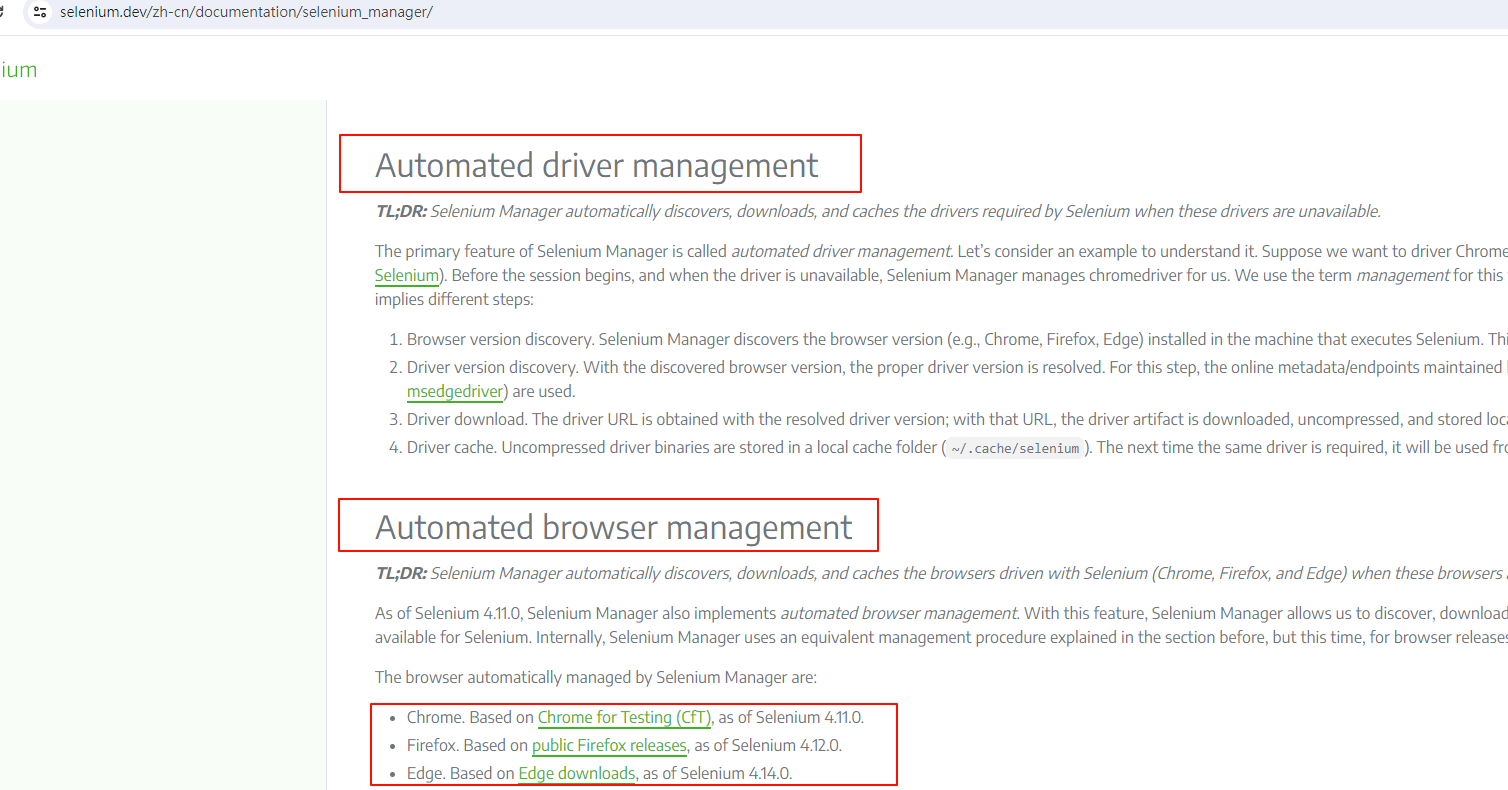 selenium.dev/zh-cn/documentation/selenium_manager/
ium
Automated driver management
TL;DR: Selenium Manager automatically discovers, downloads, and caches the drivers required by Selenium when these drivers are unavailable.
The primary feature of Selenium Manager is called automated driver management. Let's consider an example to understand it. Suppose we want to driver Chrome
Selenium). Before the session begins, and when the driver is unavailable, Selenium Manager manages chromedriver for us. We use the term management for this
implies different steps:
1. Browser version discovery. Selenium Manager discovers the browser version (e.g., Chrome, Firefox, Edge) installed in the machine that executes Selenium. Thi
2. Driver version discovery. With the discovered browser version, the proper driver version is resolved. For this step, the online metadata/endpoints maintained
msedgedriver) are used.
3. Driver download. The driver URL is obtained with the resolved driver version; with that URL, the driver artifact is downloaded, uncompressed, and stored loca
4. Driver cache. Uncompressed driver binaries are stored in a local cache folder (~/.cache/selenium). The next time the same driver is required, it will be used fro
Automated browser management
TL;DR: Selenium Manager automatically discovers, downloads, and caches the browsers driven with Selenium (Chrome, Firefox, and Edge) when these browsers
As of Selenium 4.11.0, Selenium Manager also implements automated browser management. With this feature, Selenium Manager allows us to discover, download
available for Selenium. Internally, Selenium Manager uses an equivalent management procedure explained in the section before, but this time, for browser releases
The browser automatically managed by Selenium Manager are:
• Chrome. Based on Chrome for Testing (CfT), as of Selenium 4.11.0.
• Firefox. Based on public Firefox releases, as of Selenium 4.12.0.
• Edge. Based on Edge downloads, as of Selenium 4.14.0.